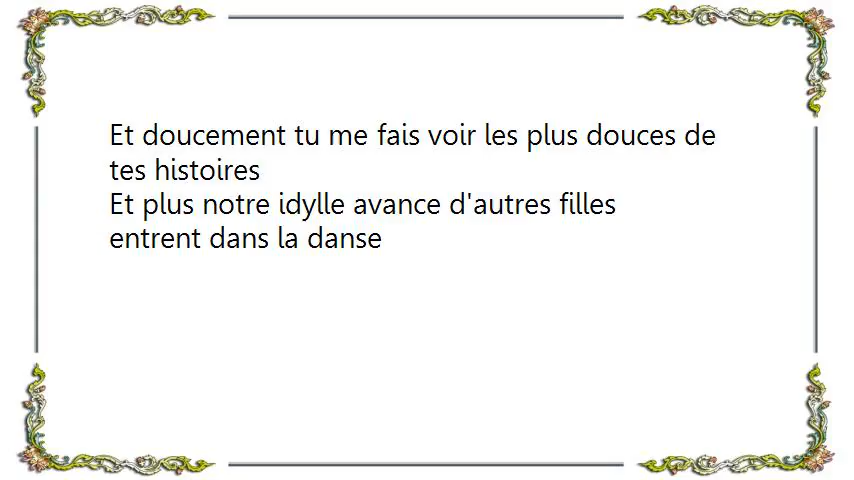 Et doucement tu me fais voir les plus douces de
tes histoires
Et plus notre idylle avance d'autres filles
entrent dans la danse